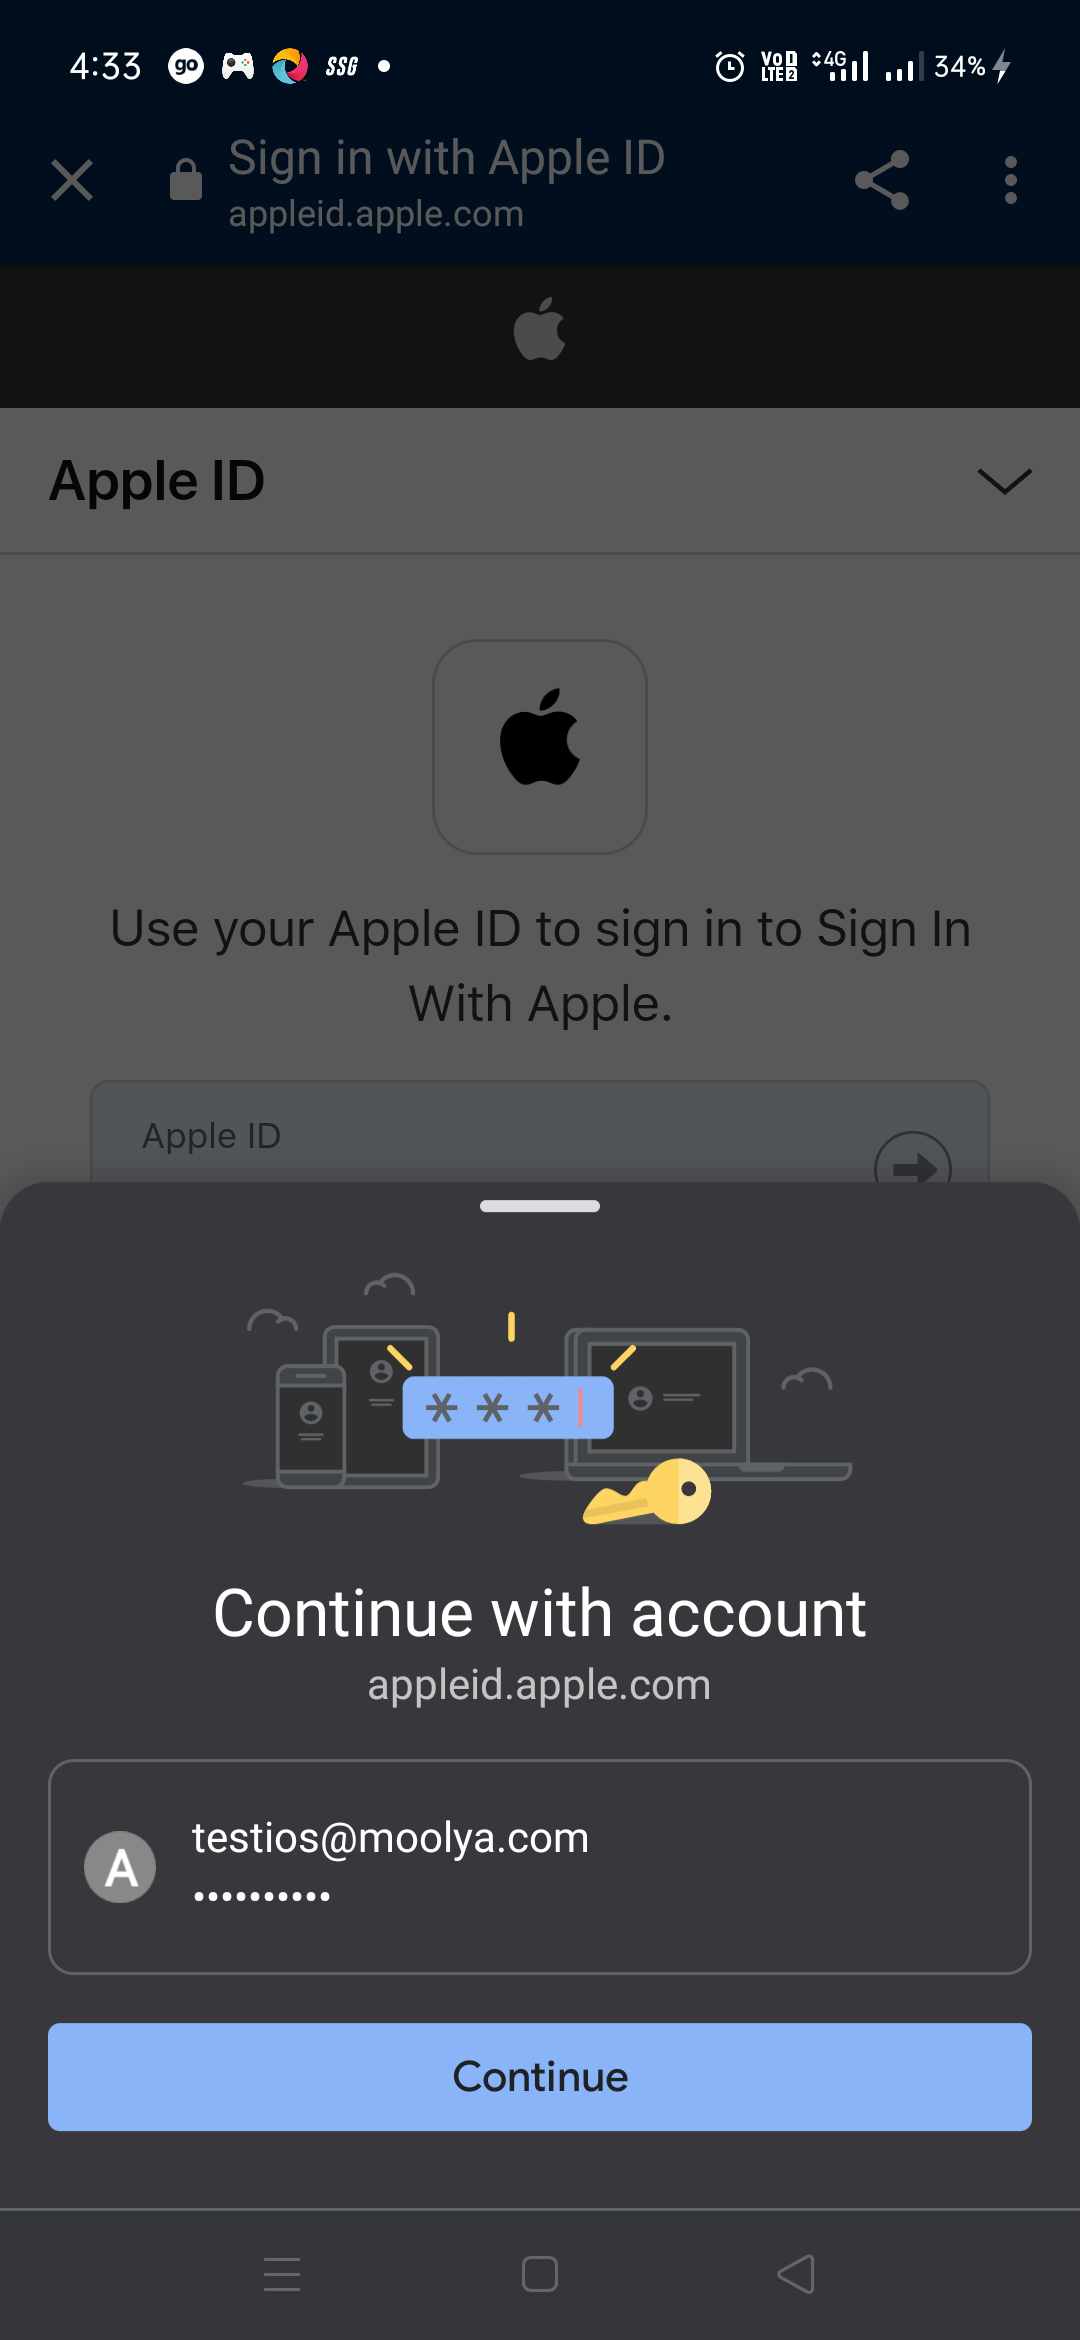 4:33 go SSG VoD LTE2 4G 34%
Sign in with Apple ID
appleid.apple.com
Apple ID
Use your Apple ID to sign in to Sign In
With Apple.
Apple ID
* * *
Continue with account
appleid.apple.com
A
testios@moolya.com
••••••••••
Continue